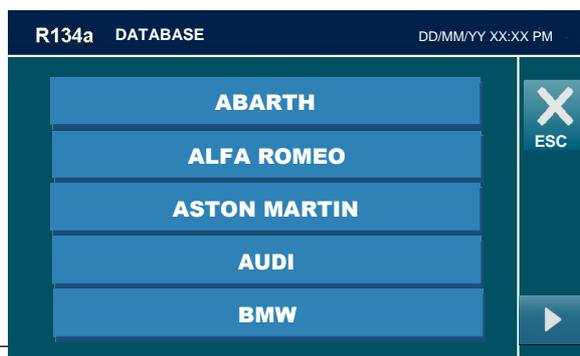 R134a DATABASE DD/MM/YY XX:XX PM
ABARTH
ESC
ALFA ROMEO
ASTON MARTIN
AUDI
BMW